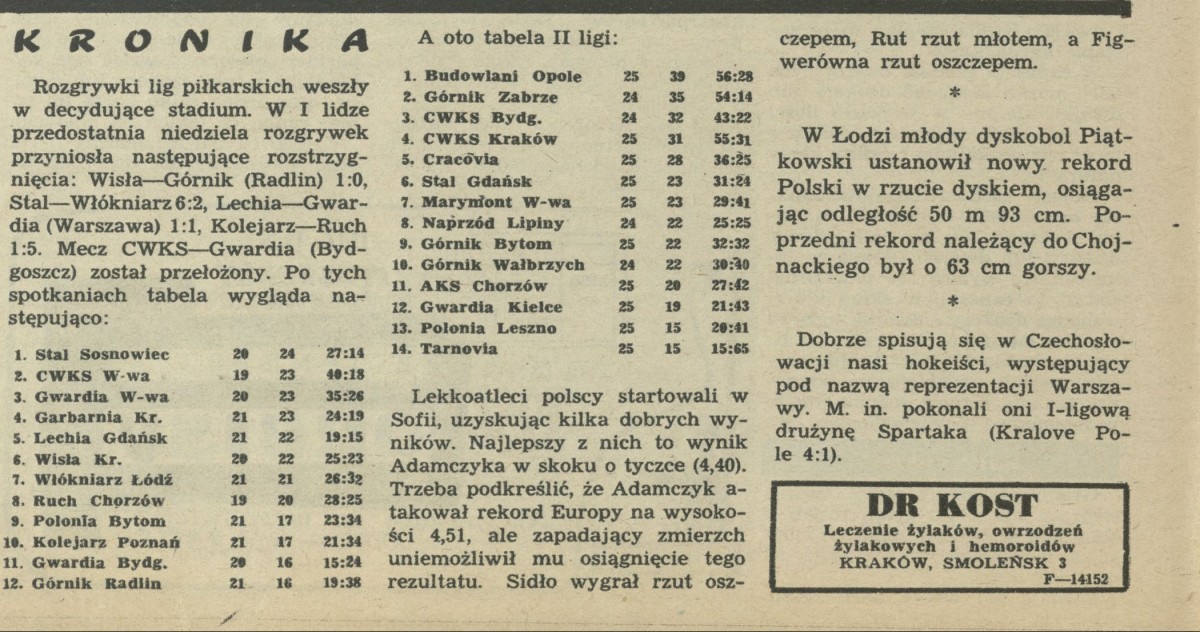 KRONIKA
Rozgrywki lig piłkarskich weszły
w decydujące stadium. W I lidze
przedostatnia niedziela rozgrywek
przyniosła następujące rozstrzyg-
nięcia: Wisła—Górnik (Radlin) 1:0,
Stal—Włókniarz 6:2, Lechia—Gwar-
dia (Warszawa) 1:1, Kolejarz—Ruch
1:5. Mecz CWKS—Gwardia (Byd-
goszcz) został przełożony. Po tych
spotkaniach tabela wygląda na-
stępująco:
1. Stal Sosnowiec 20 24 27:14
2. CWKS W-wa 19 23 40:18
3. Gwardia W-wa 20 23 35:26
4. Garbarnia Kr. 21 23 24:19
5. Lechia Gdańsk 21 22 19:15
6. Wisła Kr. 20 22 25:23
7. Włókniarz Łódź 21 21 26:32
8. Ruch Chorzów 19 20 28:25
9. Polonia Bytom 21 17 23:34
10. Kolejarz Poznań 21 17 21:34
11. Gwardia Bydg. 20 16 15:24
12. Górnik Radlin 21 16 19:38
A oto tabela II ligi:
1. Budowlani Opole 25 39 56:28
2. Górnik Zabrze 24 35 54:14
3. CWKS Bydg. 24 32 43:22
4. CWKS Kraków 25 31 55:31
5. Cracovia 25 28 36:25
6. Stal Gdańsk 25 23 31:24
7. Marymont W-wa 25 23 29:41
8. Naprzód Lipiny 24 22 25:25
9. Górnik Bytom 25 22 32:32
10. Górnik Wałbrzych 24 22 30:40
11. AKS Chorzów 25 20 27:42
12. Gwardia Kielce 25 19 21:43
13. Polonia Leszno 25 15 20:41
14. Tarnovia 25 15 15:65
Lekkoatleci polscy startowali w
Sofii, uzyskując kilka dobrych wy-
ników. Najlepszy z nich to wynik
Adamczyka w skoku o tyczce (4,40).
Trzeba podkreślić, że Adamczyk a-
takował rekord Europy na wysoko-
ści 4,51, ale zapadający zmierzch
uniemożliwił mu osiągnięcie tego
rezultatu. Sidło wygrał rzut osz-
czepem, Rut rzut młotem, a Fig-
werówna rzut oszczepem.
*
W Łodzi młody dyskobol Piąt-
kowski ustanowił nowy rekord
Polski w rzucie dyskiem, osiąga-
jąc odległość 50 m 93 cm. Po-
przedni rekord należący do Choj-
nackiego był o 63 cm gorszy.
*
Dobrze spisują się w Czechosło-
wacji nasi hokeiści, występujący
pod nazwą reprezentacji Warsza-
wy. M. in. pokonali oni I-ligową
drużynę Spartaka (Kralove Po-
le 4:1).
DR KOST
Leczenie żylaków, owrzodzeń
żylakowych i hemoroidów
KRAKÓW, SMOLEŃSK 3
F—14152